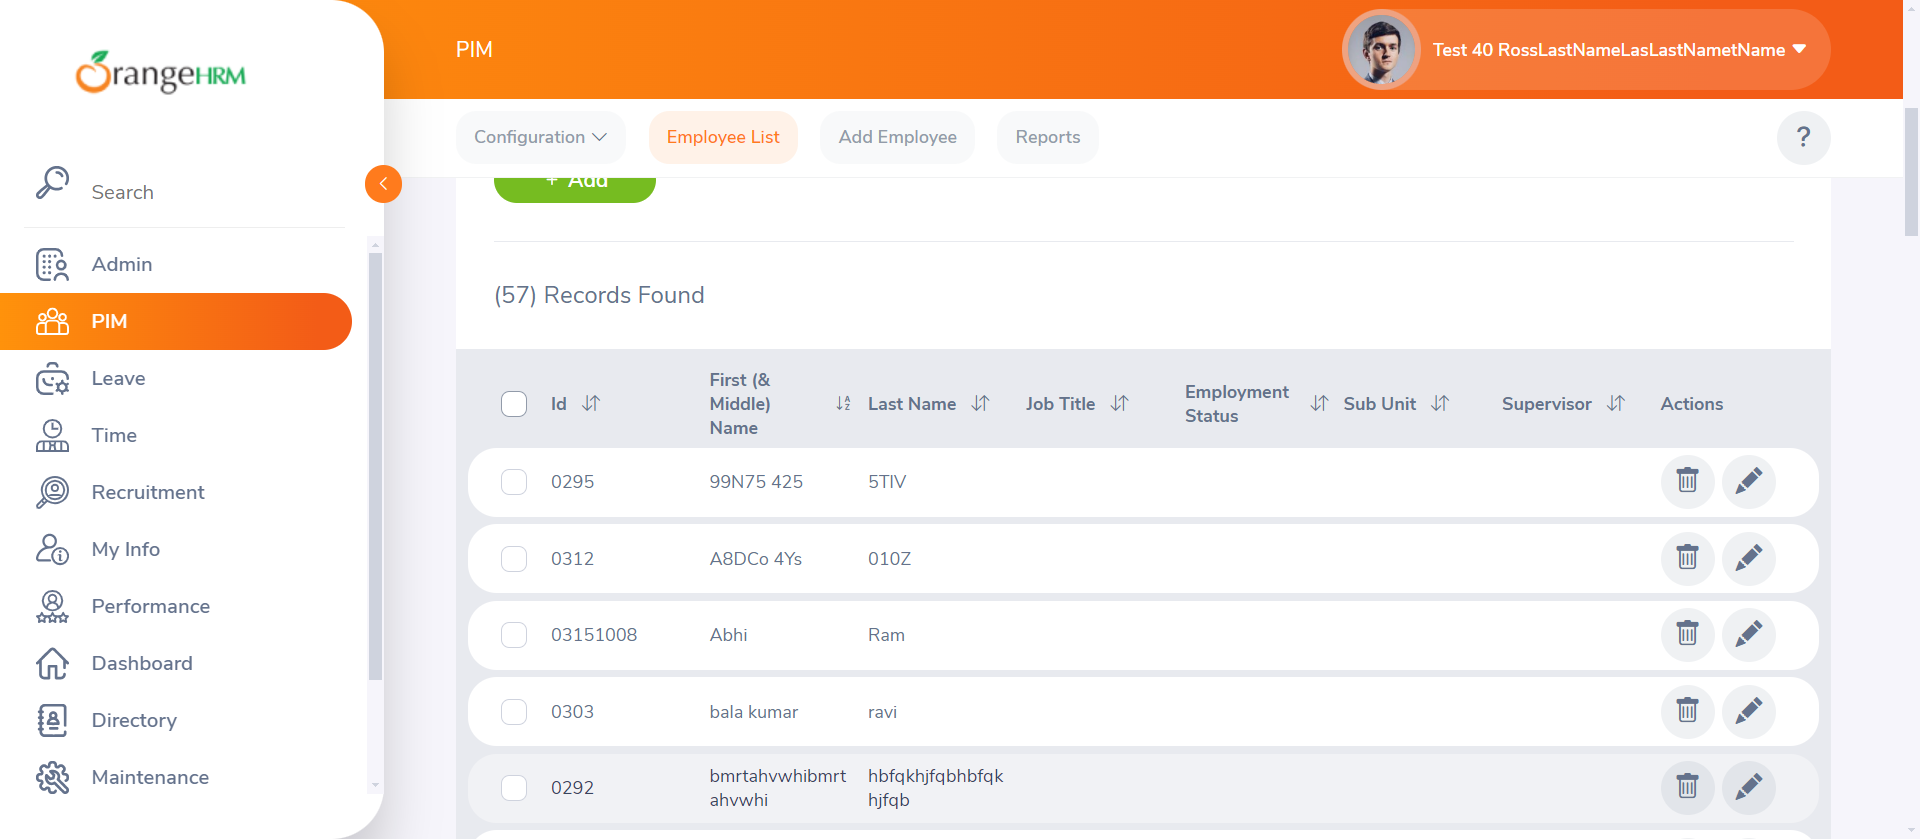 OrangeHRM
PIM
Test 40 RossLastNameLasLastNametName
Configuration
Employee List
Add Employee
Reports
?
Search
Admin
PIM
Leave
Time
Recruitment
My Info
Performance
Dashboard
Directory
Maintenance
+ Add
(57) Records Found
Id
First (&
Middle)
Name
Last Name
Job Title
Employment
Status
Sub Unit
Supervisor
Actions
0295 99N75 425 5TIV
0312 A8DCo 4Ys 010Z
03151008 Abhi Ram
0303 bala kumar ravi
0292
bmrtahvwhibmrt
ahvwhi
hbfqkhjfqbhbfqk
hjfqb